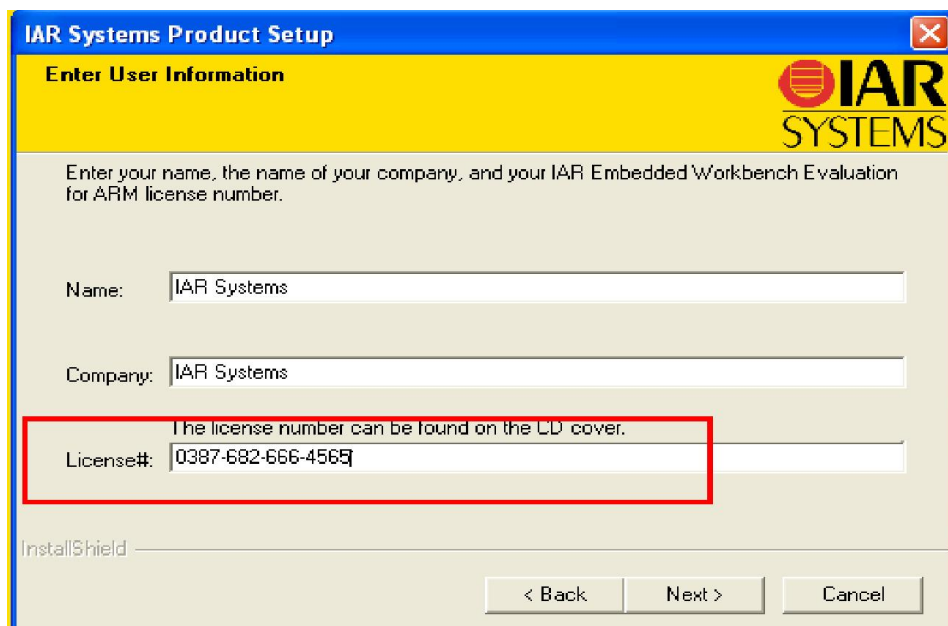 IAR Systems Product Setup
Enter User Information
IAR
SYSTEMS
Enter your name, the name of your company, and your IAR Embedded Workbench Evaluation
for ARM license number.
Name: IAR Systems
Company: IAR Systems
The license number can be found on the CD cover.
License#: 0387-682-666-4565
InstallShield
< Back Next > Cancel